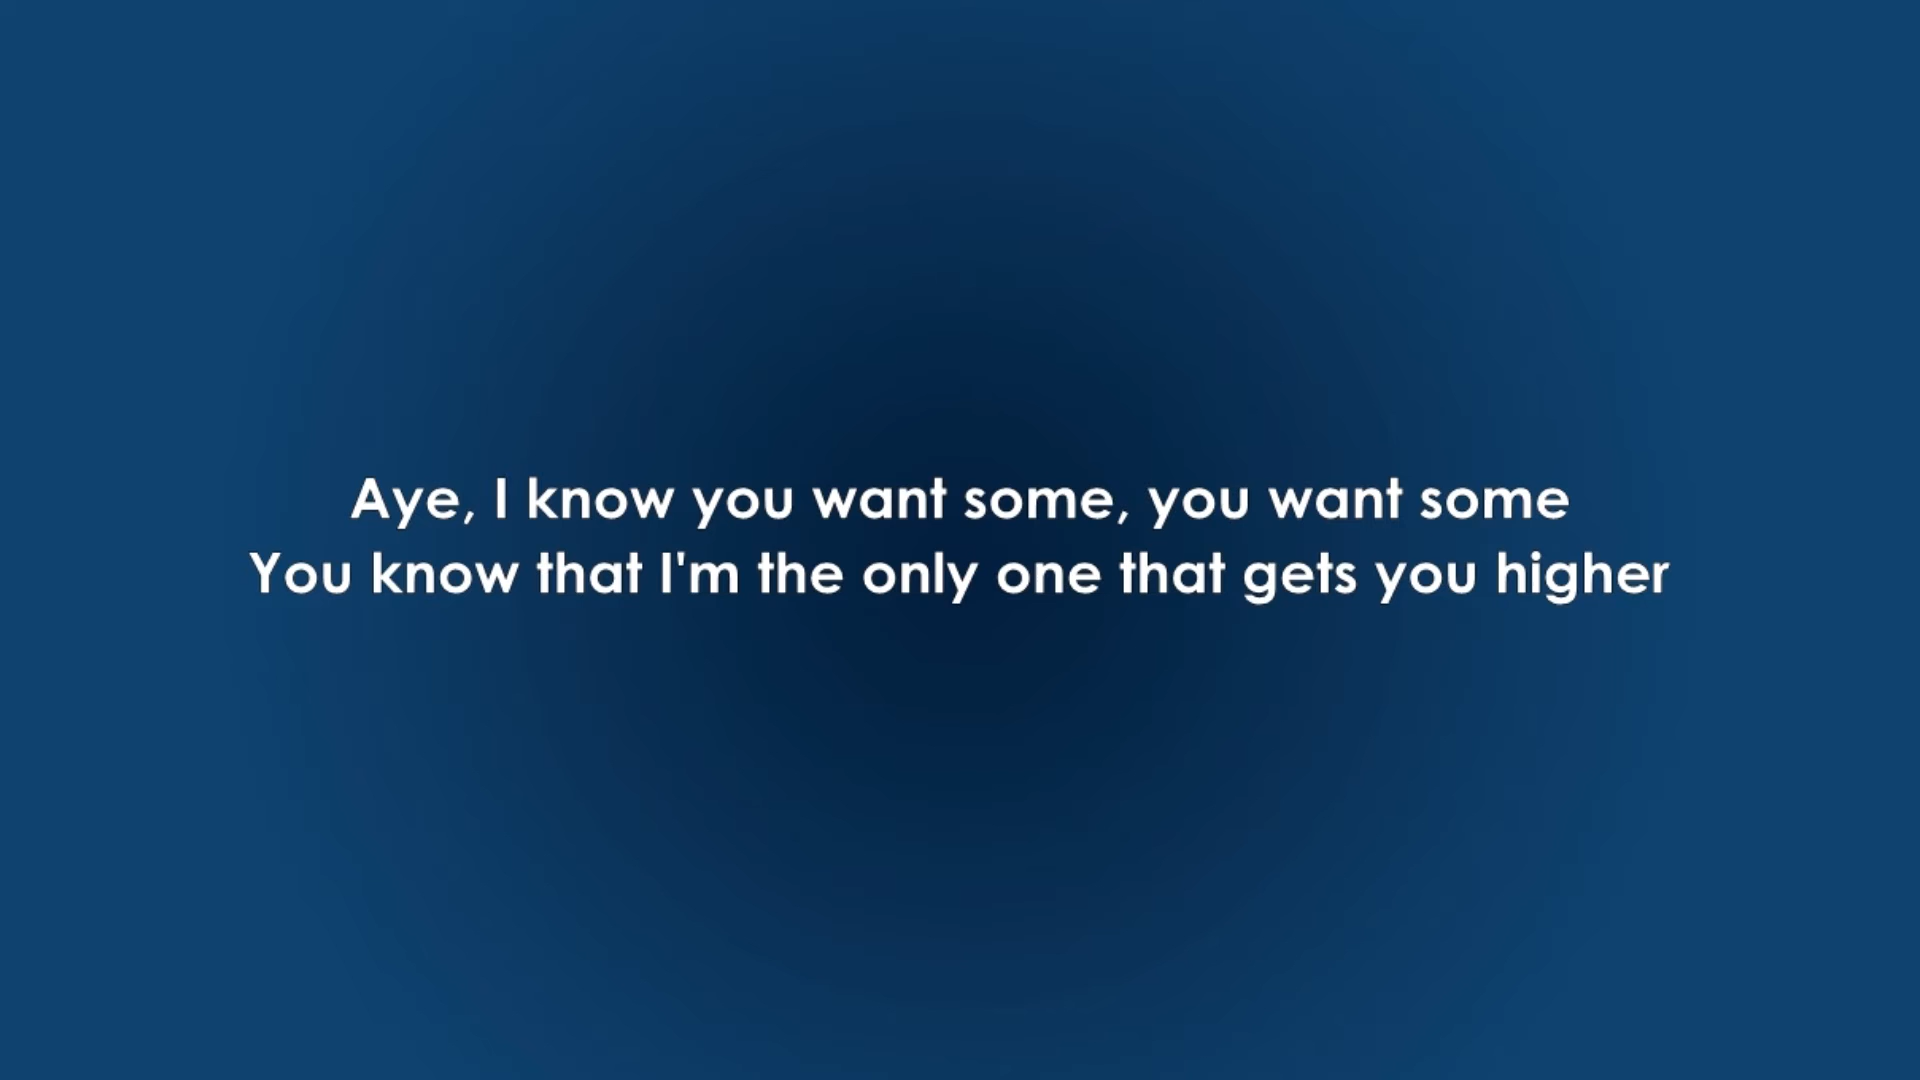 Aye, I know you want some, you want some
You know that I'm the only one that gets you higher